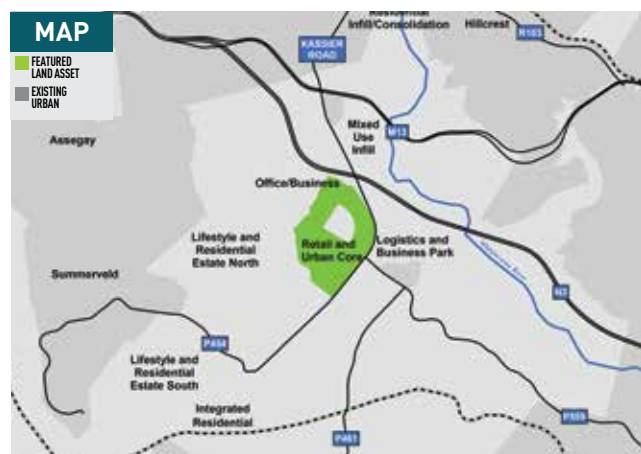 MAP
FEATURED
LAND ASSET
EXISTING
URBAN
Residential
Infill/Consolidation
Hillcrest
R103
KASSIER
ROAD
Assegay
Mixed
Use
Infill
M13
Office/Business
Lifestyle and
Residential
Estate North
Retail and
Urban Core
Logistics and
Business Park
Summerveld
N3
P464
Lifestyle and
Residential
Estate South
Integrated
Residential
P461